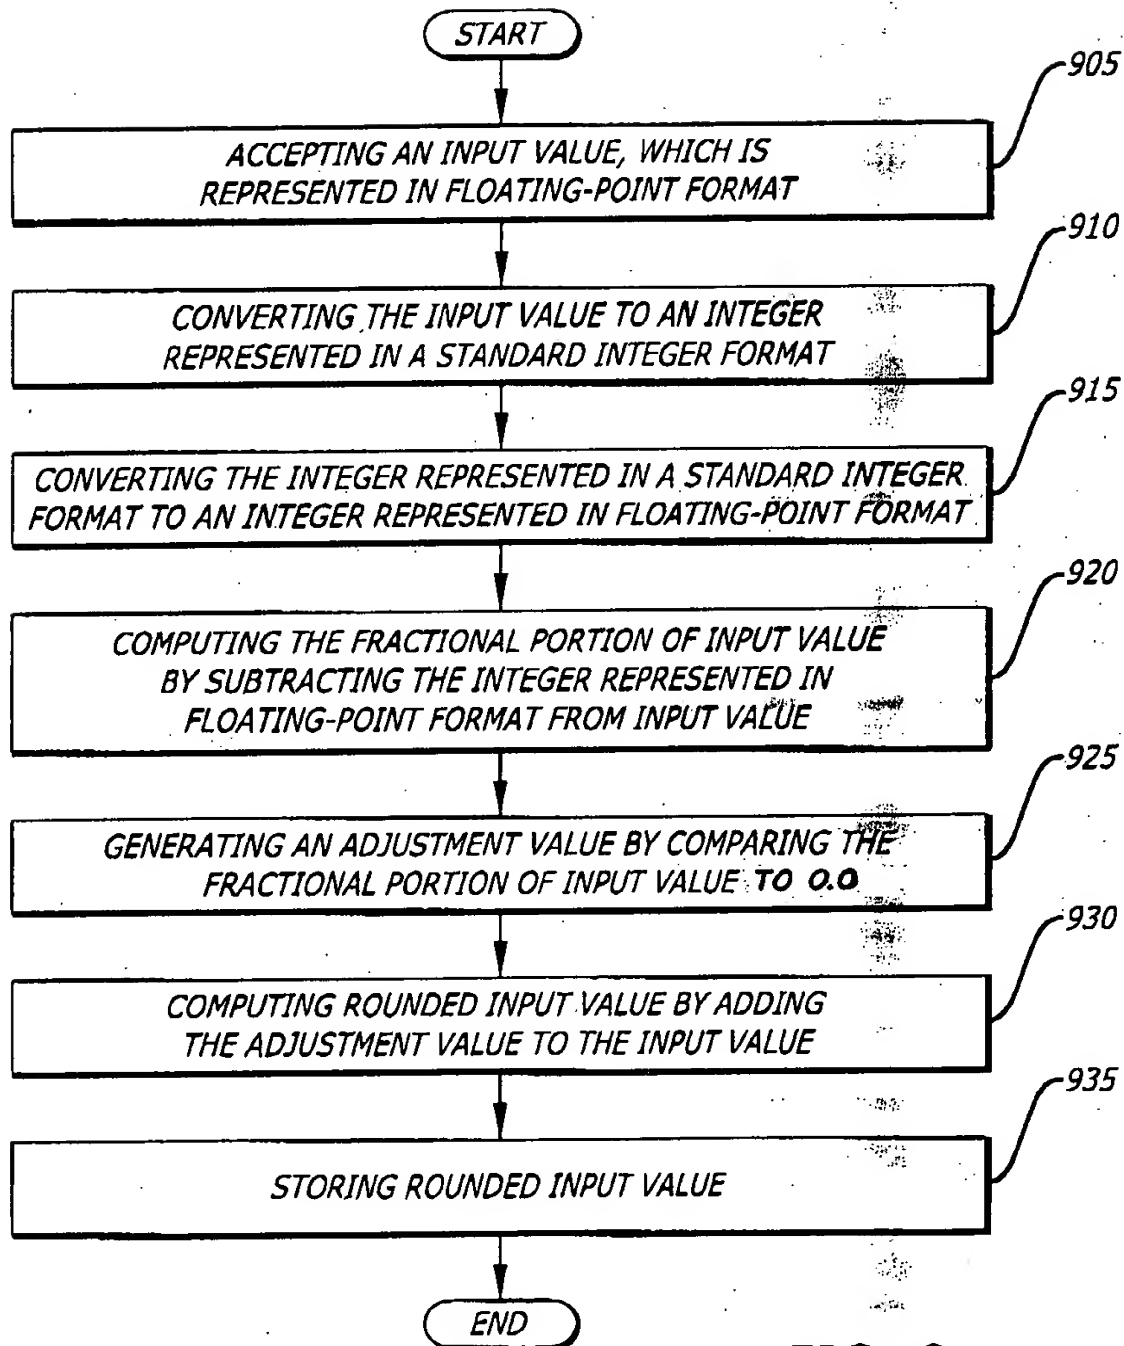 START
905
ACCEPTING AN INPUT VALUE, WHICH IS
REPRESENTED IN FLOATING-POINT FORMAT
910
CONVERTING THE INPUT VALUE TO AN INTEGER
REPRESENTED IN A STANDARD INTEGER FORMAT
915
CONVERTING THE INTEGER REPRESENTED IN A STANDARD INTEGER
FORMAT TO AN INTEGER REPRESENTED IN FLOATING-POINT FORMAT
920
COMPUTING THE FRACTIONAL PORTION OF INPUT VALUE
BY SUBTRACTING THE INTEGER REPRESENTED IN
FLOATING-POINT FORMAT FROM INPUT VALUE
925
GENERATING AN ADJUSTMENT VALUE BY COMPARING THE
FRACTIONAL PORTION OF INPUT VALUE TO 0.0
930
COMPUTING ROUNDED INPUT VALUE BY ADDING
THE ADJUSTMENT VALUE TO THE INPUT VALUE
935
STORING ROUNDED INPUT VALUE
END